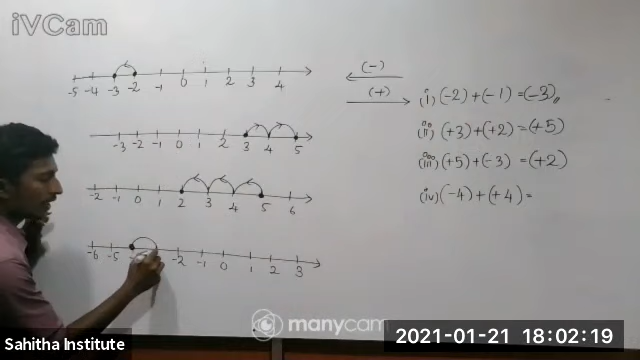 iVCam
-5 -4 -3 -2 -1 0 1 2 3 4
(-)
(+)
(i) (-2)+(-1)=(-3)
-3 -2 -1 0 1 2 3 4 5
(ii) (+3)+(+2)=(+5)
(iii) (+5)+(-3) =(+2)
-2 -1 0 1 2 3 4 5 6
(iv) (-4)+(+4)=
-6 -5 -2 -1 0 1 2 3
manycam
2021-01-21 18:02:19
Sahitha Institute